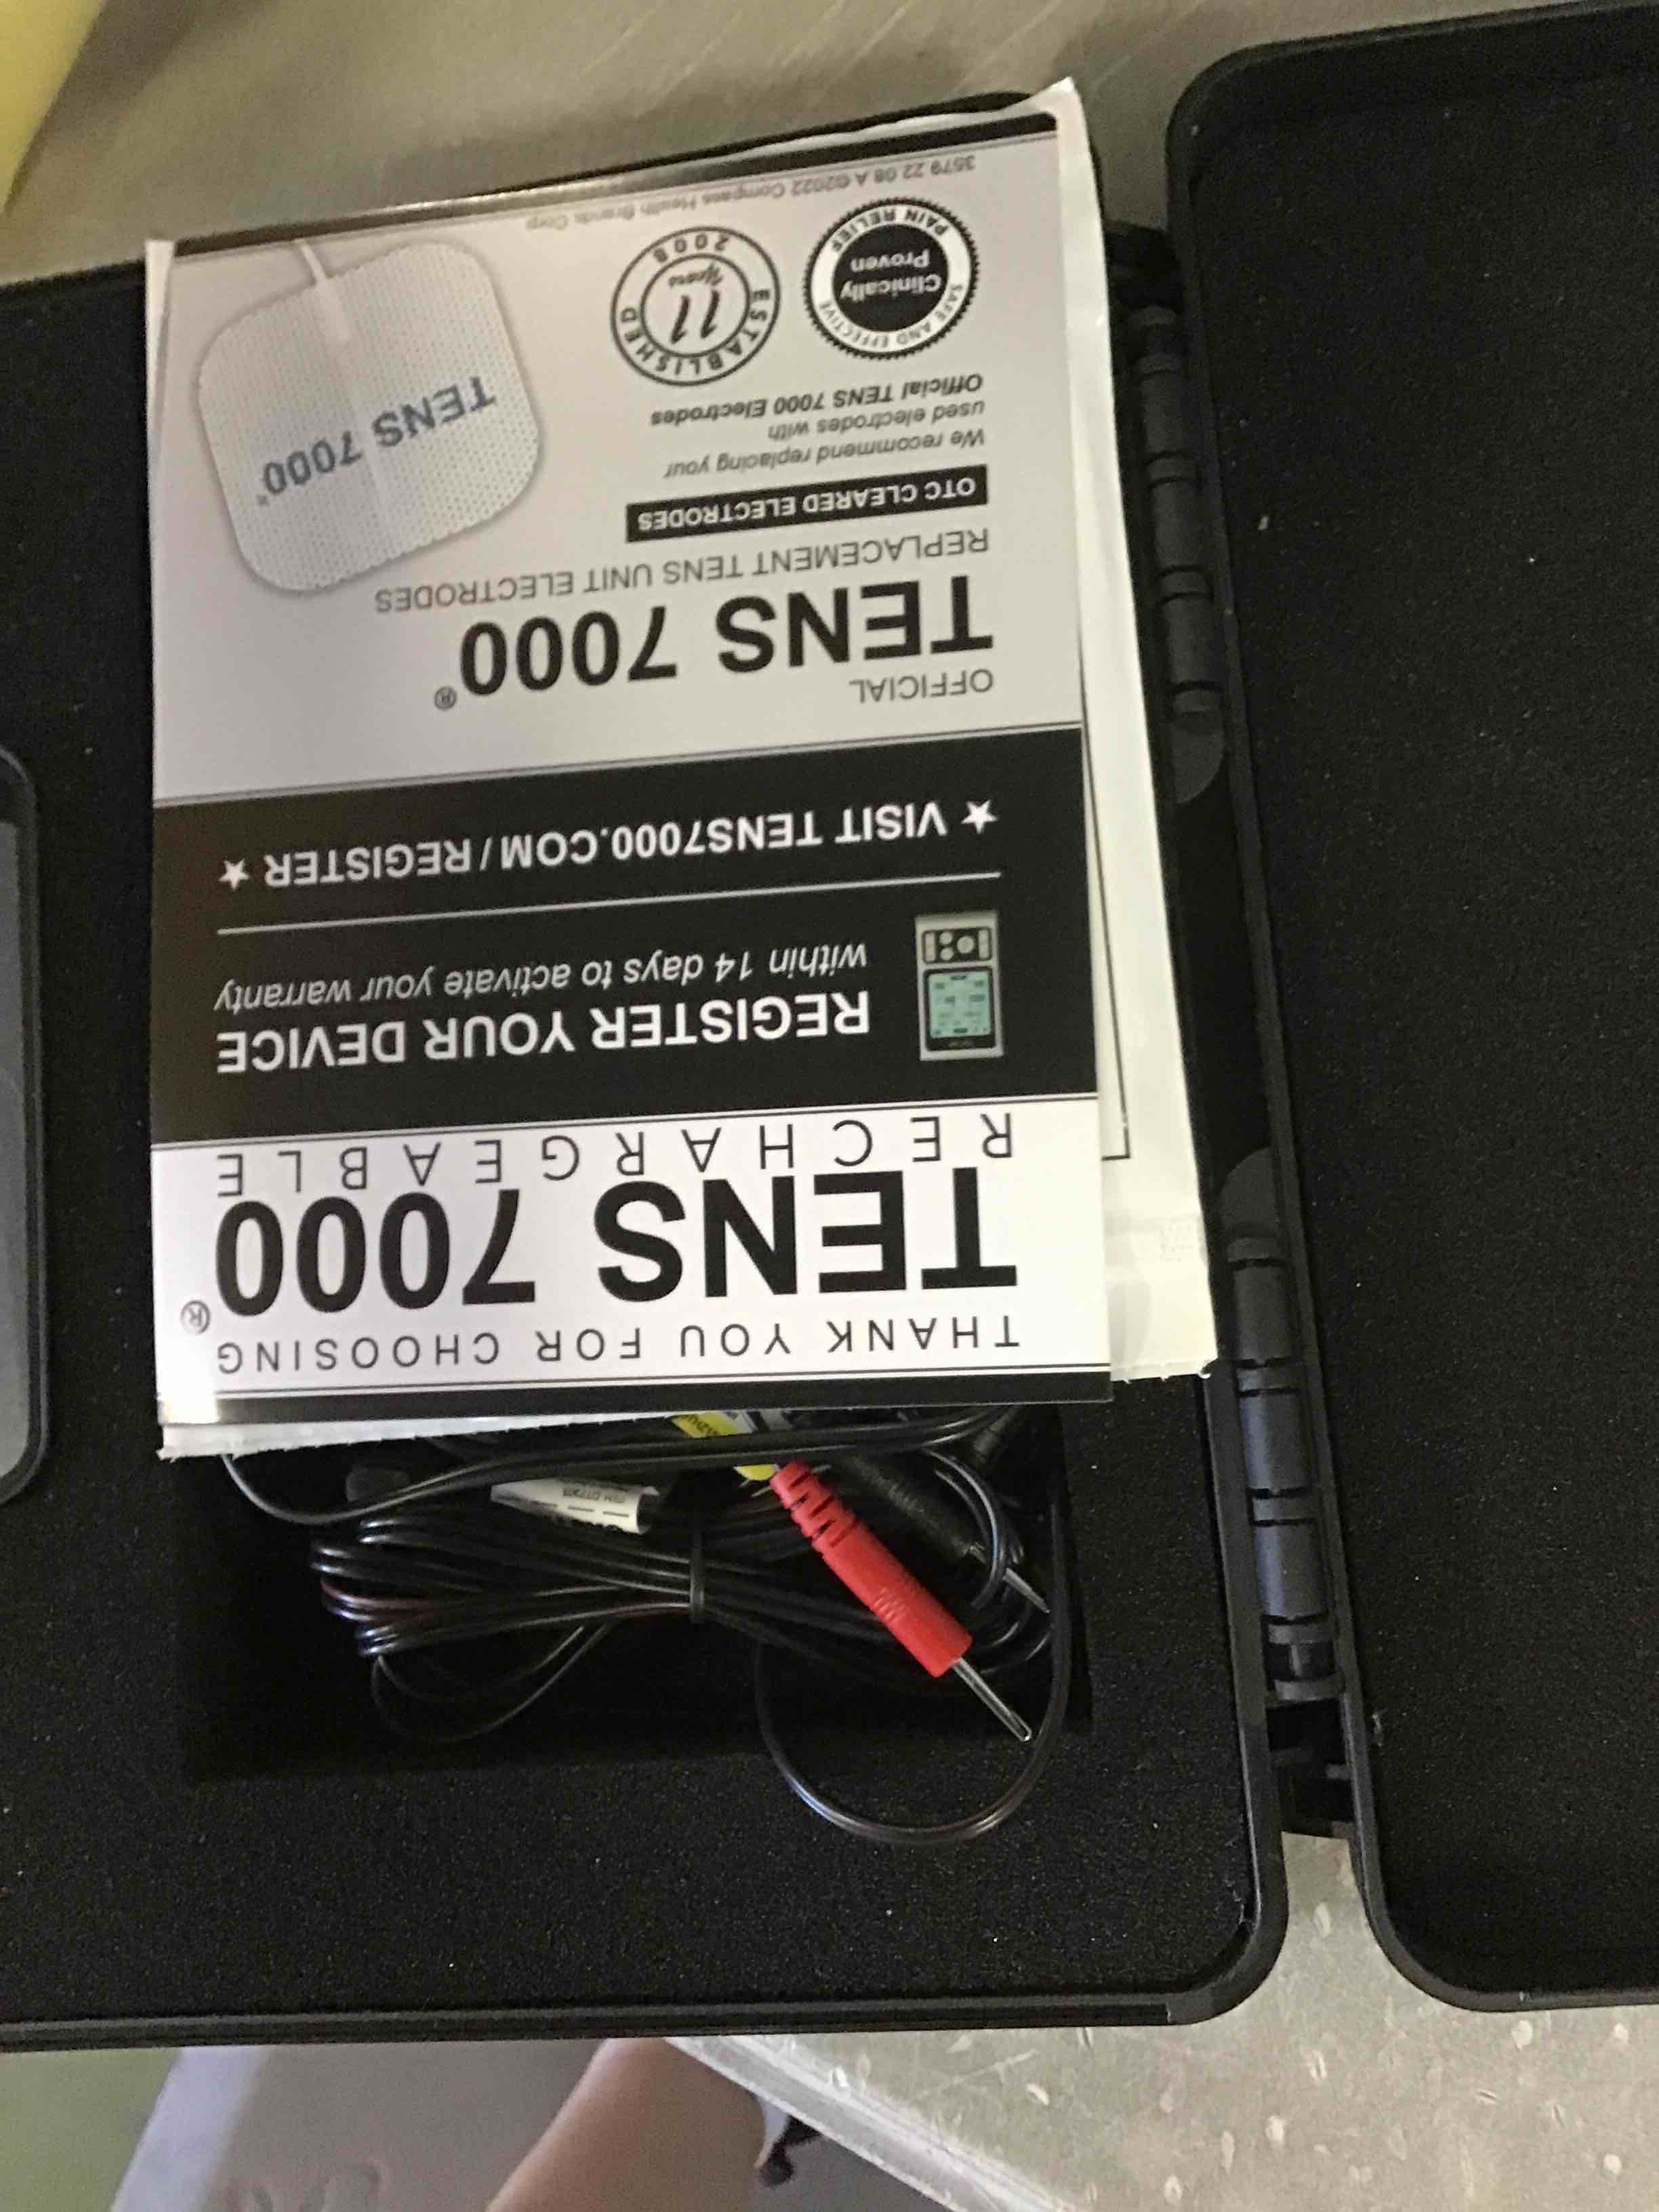 THANK YOU FOR CHOOSING
TENS 7000®
RECHARGEABLE
REGISTER YOUR DEVICE
within 14 days to activate your warranty
★ VISIT TENS7000.COM / REGISTER ★
OFFICIAL
TENS 7000®
REPLACEMENT TENS UNIT ELECTRODES
OTC CLEARED ELECTRODES
We recommend replacing your
used electrodes with
Official TENS 7000 Electrodes
SAFE AND EFFECTIVE
Clinically
Proven
PAIN RELIEF
ESTABLISHED
11
Years
2008
TENS 7000®
3579 22 08 A ©2022 Compass Health Brands Corp